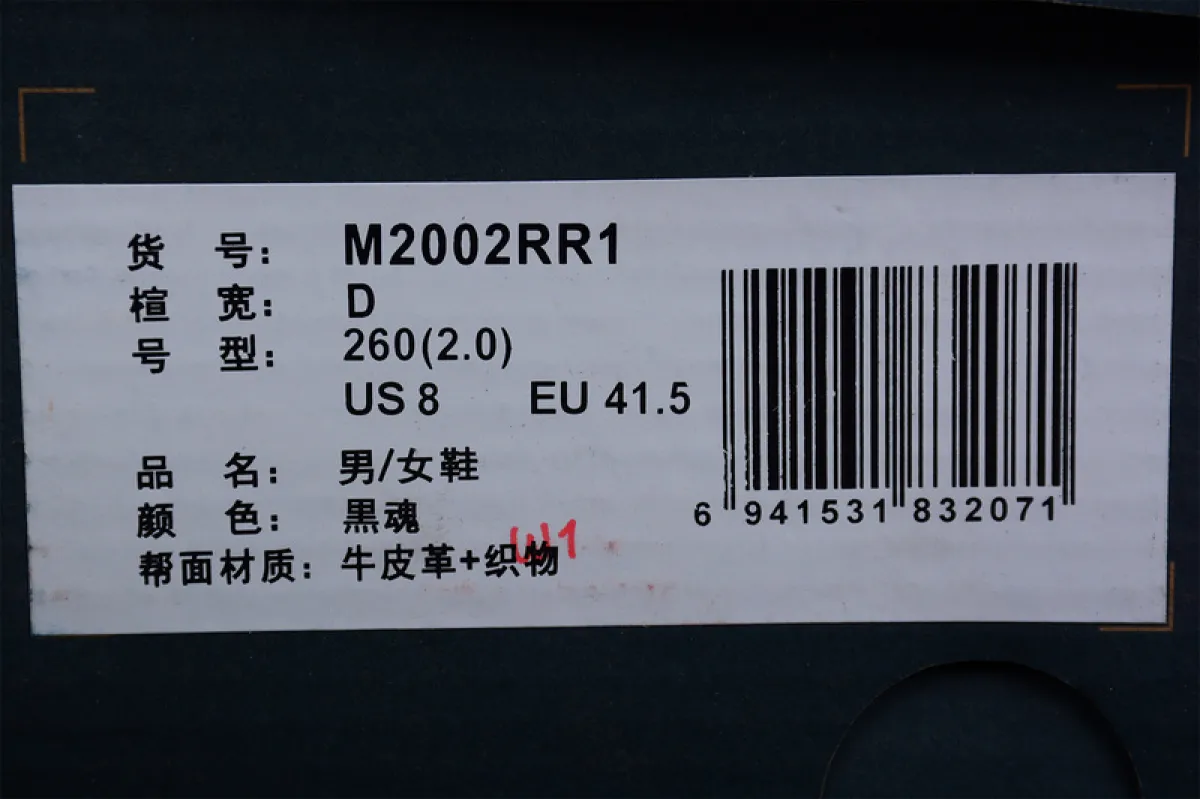 货 号： M2002RR1
楦 宽： D
号 型： 260(2.0)
US 8 EU 41.5
品 名： 男/女鞋
颜 色： 黒魂
帮面材质： 牛皮革+织物
6 941531 832071